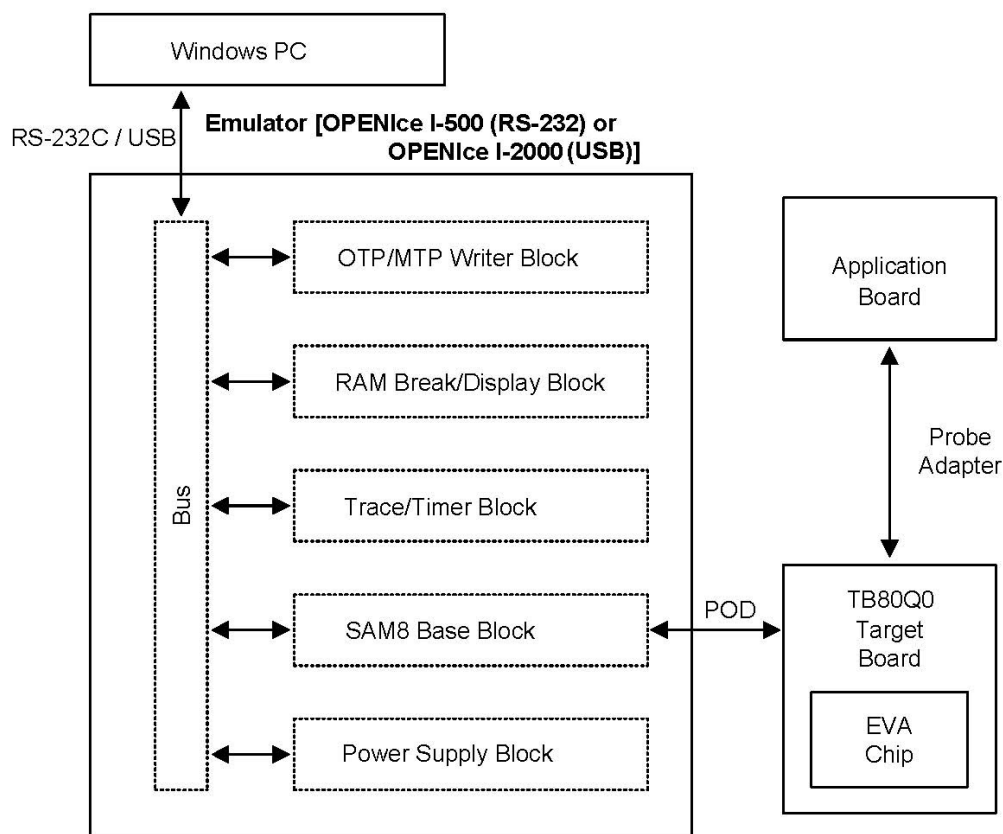 Windows PC
RS-232C / USB
Emulator [OPENIce I-500 (RS-232) or
OPENIce I-2000 (USB)]
Bus
OTP/MTP Writer Block
RAM Break/Display Block
Trace/Timer Block
SAM8 Base Block
Power Supply Block
POD
Application
Board
Probe
Adapter
TB80Q0
Target
Board
EVA
Chip